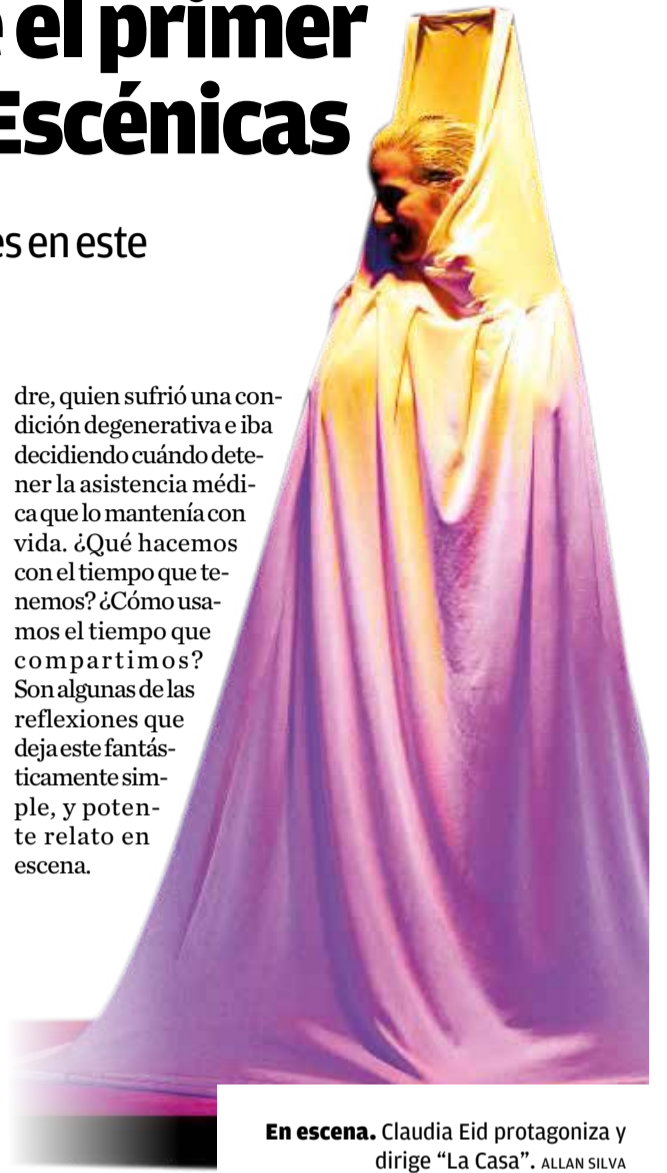 e el primer
Escénicas
es en este
dre, quien sufrió una con-
dición degenerativa e iba
decidiendo cuándo dete-
ner la asistencia médi-
ca que lo mantenía con
vida. ¿Qué hacemos
con el tiempo que te-
nemos? ¿Cómo usa-
mos el tiempo que
compartimos?
Son algunas de las
reflexiones que
deja este fantás-
ticamente sim-
ple, y poten-
te relato en
escena.
En escena. Claudia Eid protagoniza y
dirige “La Casa”. ALLAN SILVA